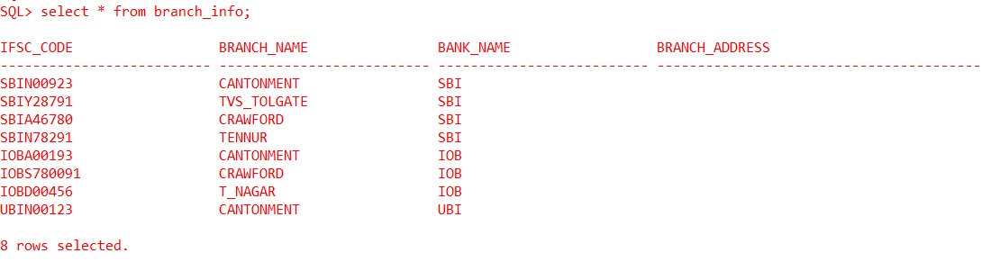 SQL> select * from branch_info;
IFSC_CODE BRANCH_NAME BANK_NAME BRANCH_ADDRESS
-------------------------- -------------------------- -------------------------- ----------------------------------------
SBIN00923 CANTONMENT SBI
SBIY28791 TVS_TOLGATE SBI
SBIA46780 CRAWFORD SBI
SBIN78291 TENNUR SBI
IOBA00193 CANTONMENT IOB
IOBS780091 CRAWFORD IOB
IOBD00456 T_NAGAR IOB
UBIN00123 CANTONMENT UBI
8 rows selected.